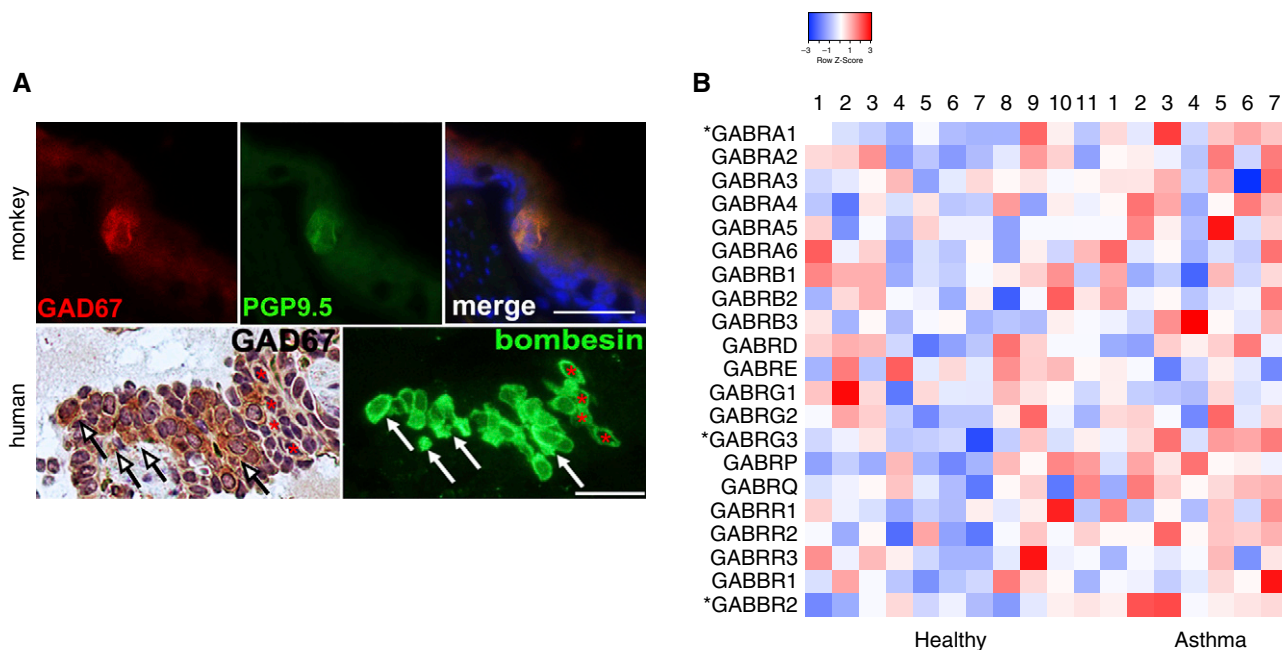 A
monkey
GAD67
PGP9.5
merge
human
GAD67
bombesin
-3 -1 1 3
Row Z-Score
B
1 2 3 4 5 6 7 8 9 10 11 1 2 3 4 5 6 7
*GABRA1
GABRA2
GABRA3
GABRA4
GABRA5
GABRA6
GABRB1
GABRB2
GABRB3
GABRD
GABRE
GABRG1
GABRG2
*GABRG3
GABRP
GABRQ
GABRR1
GABRR2
GABRR3
GABBR1
*GABBR2
Healthy Asthma